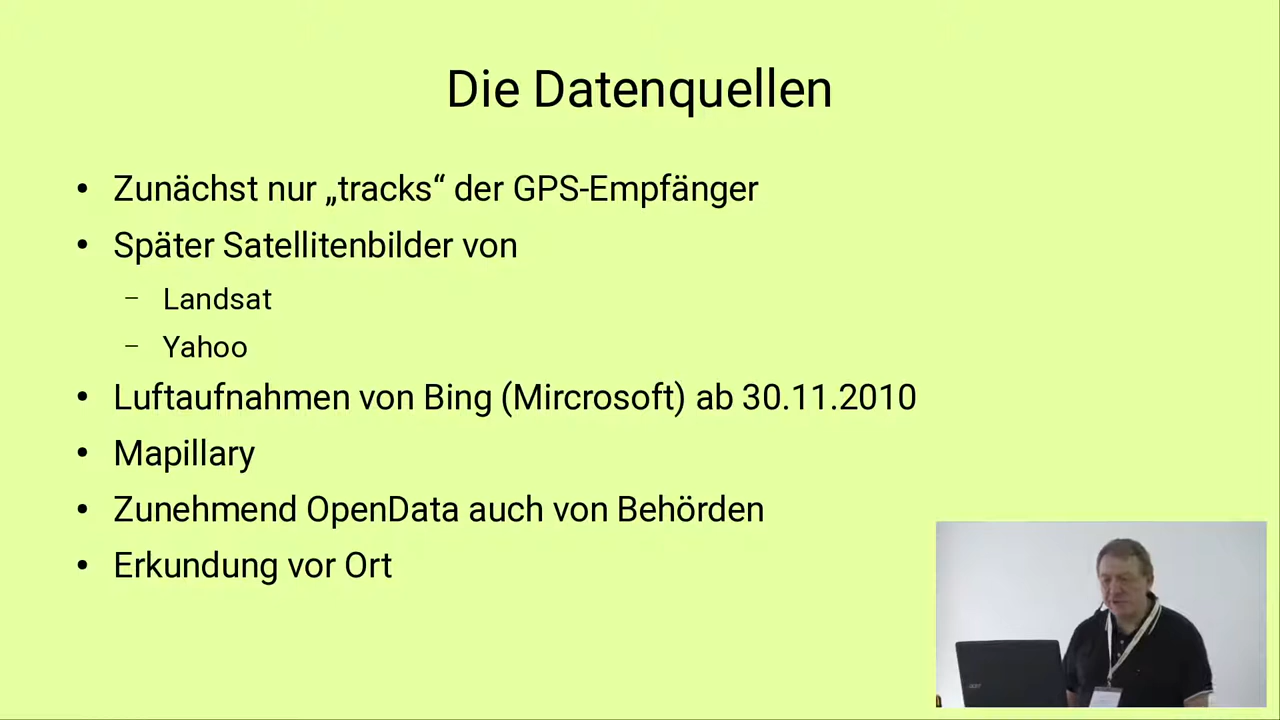 Die Datenquellen
• Zunächst nur „tracks“ der GPS-Empfänger
• Später Satellitenbilder von
– Landsat
– Yahoo
• Luftaufnahmen von Bing (Mircrosoft) ab 30.11.2010
• Mapillary
• Zunehmend OpenData auch von Behörden
• Erkundung vor Ort
acer